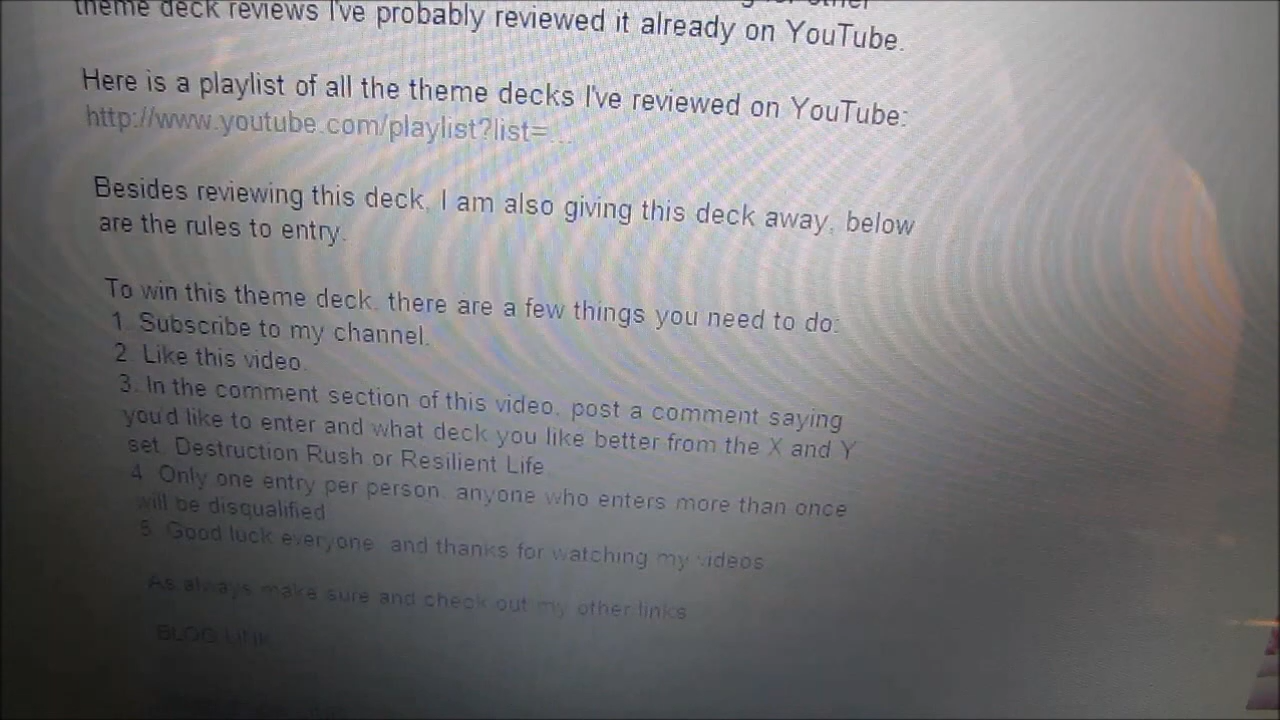 theme deck reviews I've probably reviewed it already on YouTube.
Here is a playlist of all the theme decks I've reviewed on YouTube:
http://www.youtube.com/playlist?list=...
Besides reviewing this deck, I am also giving this deck away, below
are the rules to entry.
To win this theme deck, there are a few things you need to do:
1. Subscribe to my channel.
2. Like this video.
3. In the comment section of this video, post a comment saying
you'd like to enter and what deck you like better from the X and Y
set, Destruction Rush or Resilient Life
4. Only one entry per person, anyone who enters more than once
will be disqualified
5. Good luck everyone, and thanks for watching my videos
As always make sure and check out my other links
BLOG LINK